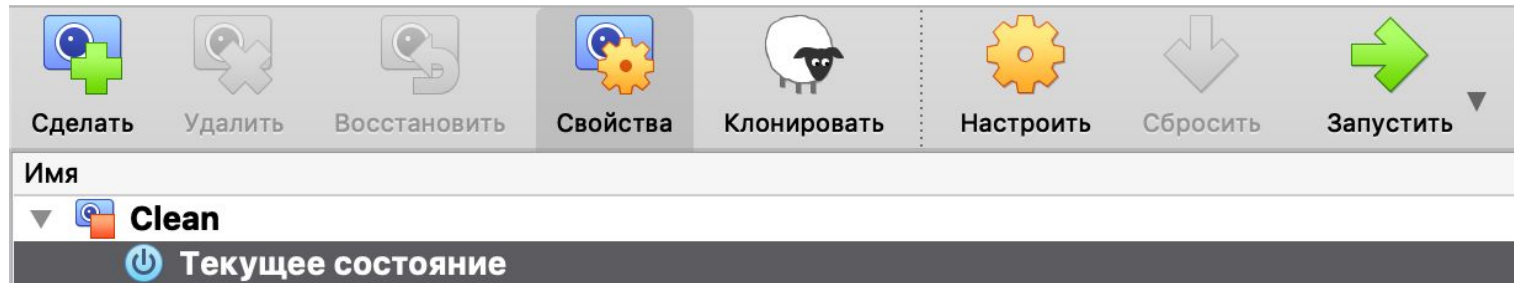 Сделать Удалить Восстановить Свойства Клонировать Настроить Сбросить Запустить
Имя
Clean
Текущее состояние